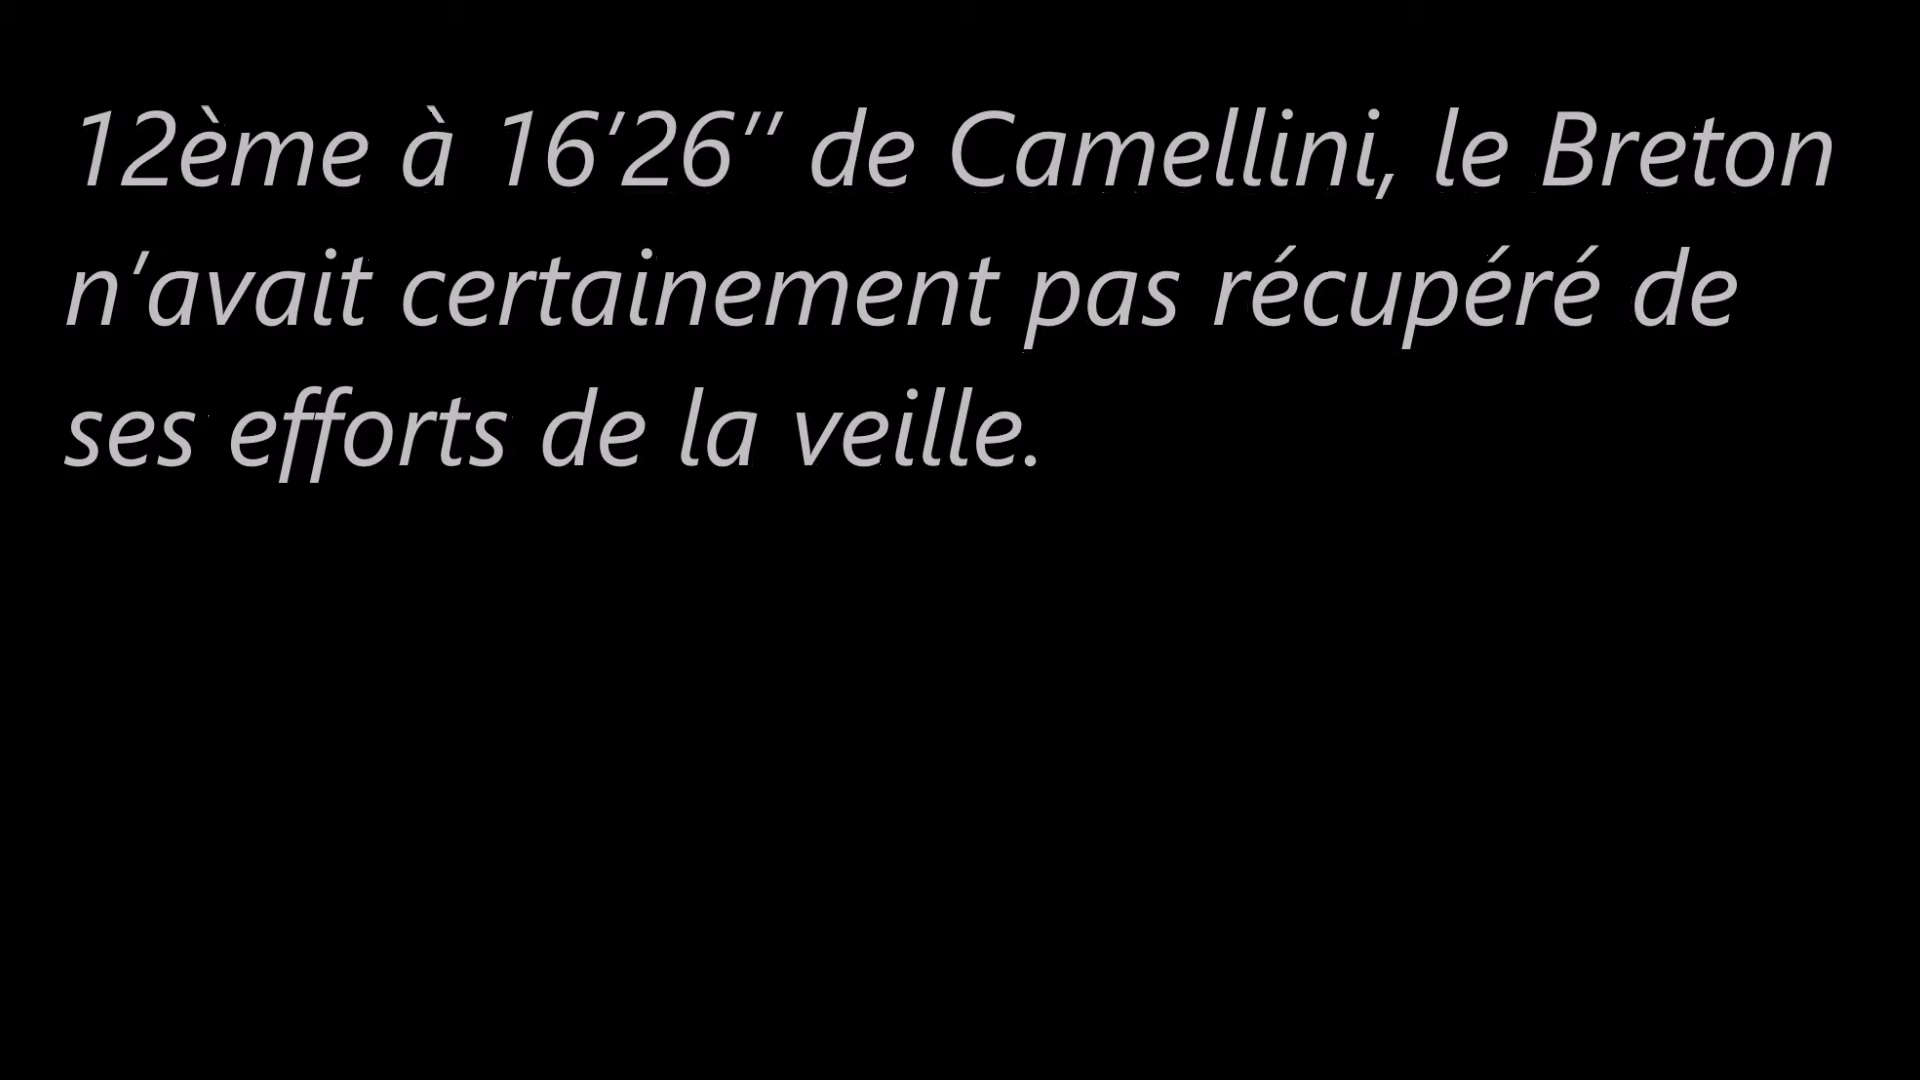 12ème à 16’26’’ de Camellini, le Breton
n’avait certainement pas récupéré de
ses efforts de la veille.